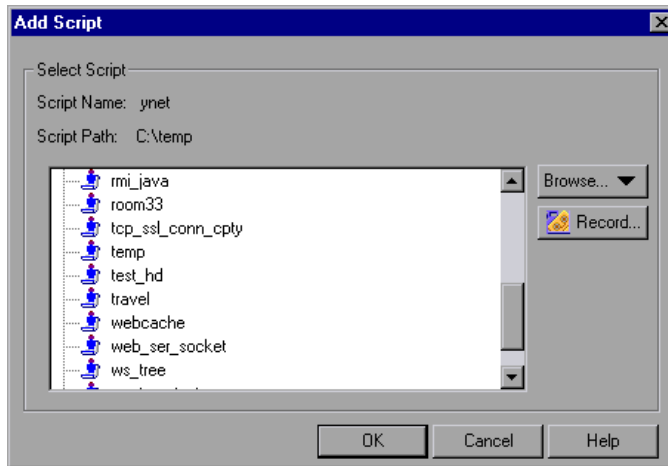 Add Script
Select Script
Script Name: ynet
Script Path: C:\temp
rmi_java
Browse...
room33
Record...
tcp_ssl_conn_cpty
temp
test_hd
travel
webcache
web_ser_socket
ws_tree
OK Cancel Help